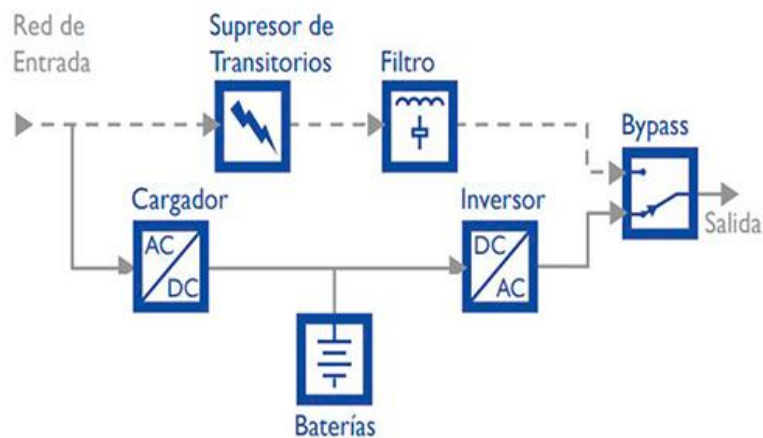 Red de
Entrada
Supresor de
Transitorios
Filtro
Bypass
Cargador
Inversor
AC
DC
DC
AC
Salida
Baterías